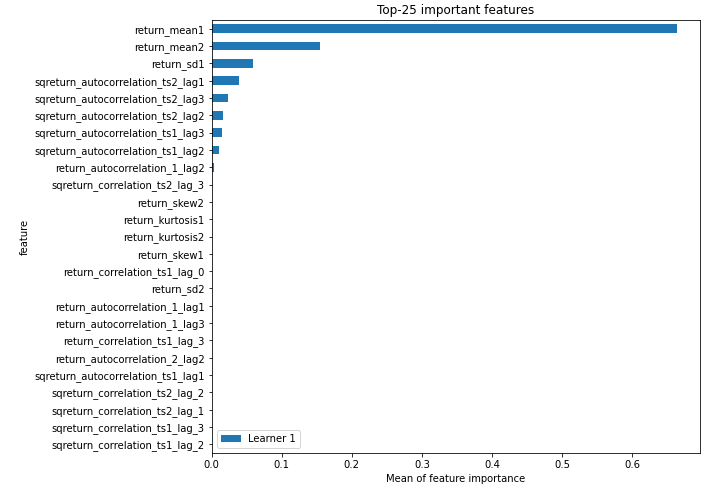 Top-25 important features
return_mean1
return_mean2
return_sd1
sqreturn_autocorrelation_ts2_lag1
sqreturn_autocorrelation_ts2_lag3
sqreturn_autocorrelation_ts2_lag2
sqreturn_autocorrelation_ts1_lag3
sqreturn_autocorrelation_ts1_lag2
return_autocorrelation_1_lag2
sqreturn_correlation_ts2_lag_3
return_skew2
return_kurtosis1
return_kurtosis2
return_skew1
return_correlation_ts1_lag_0
return_sd2
return_autocorrelation_1_lag1
return_autocorrelation_1_lag3
return_correlation_ts1_lag_3
return_autocorrelation_2_lag2
sqreturn_autocorrelation_ts1_lag1
sqreturn_correlation_ts2_lag_2
sqreturn_correlation_ts2_lag_1
sqreturn_correlation_ts1_lag_3
sqreturn_correlation_ts1_lag_2
feature
Learner 1
0.0 0.1 0.2 0.3 0.4 0.5 0.6
Mean of feature importance